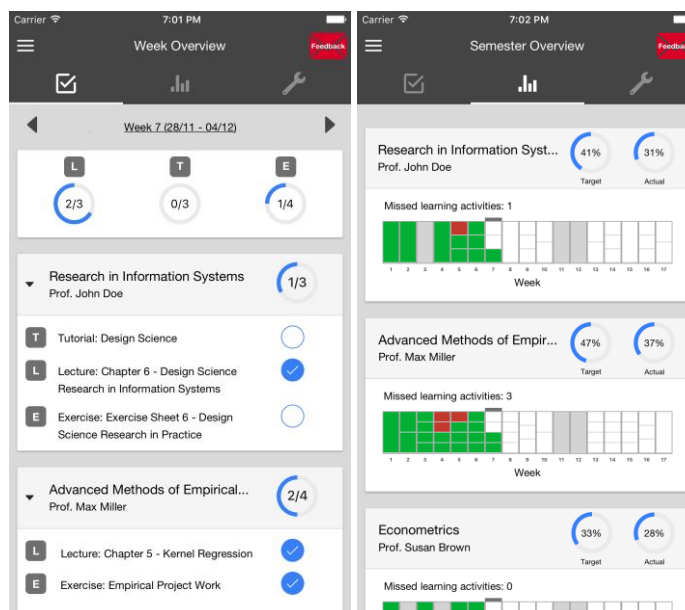 Carrier 7:01 PM
Week Overview
Feedback
Week 7 (28/11 - 04/12)
L T E
2/3 0/3 1/4
Research in Information Systems
Prof. John Doe
1/3
T Tutorial: Design Science
L Lecture: Chapter 6 - Design Science
Research in Information Systems
E Exercise: Exercise Sheet 6 - Design
Science Research in Practice
Advanced Methods of Empirical...
Prof. Max Miller
2/4
L Lecture: Chapter 5 - Kernel Regression
E Exercise: Empirical Project Work
Carrier 7:02 PM
Semester Overview
Feedbac
Research in Information Syst...
Prof. John Doe
41% 31%
Target Actual
Missed learning activities: 1
1 2 3 4 5 6 7 8 9 10 11 12 13 14 15 16 17
Week
Advanced Methods of Empir...
Prof. Max Miller
47% 37%
Target Actual
Missed learning activities: 3
1 2 3 4 5 6 7 8 9 10 11 12 13 14 15 16 17
Week
Econometrics
Prof. Susan Brown
33% 28%
Target Actual
Missed learning activities: 0